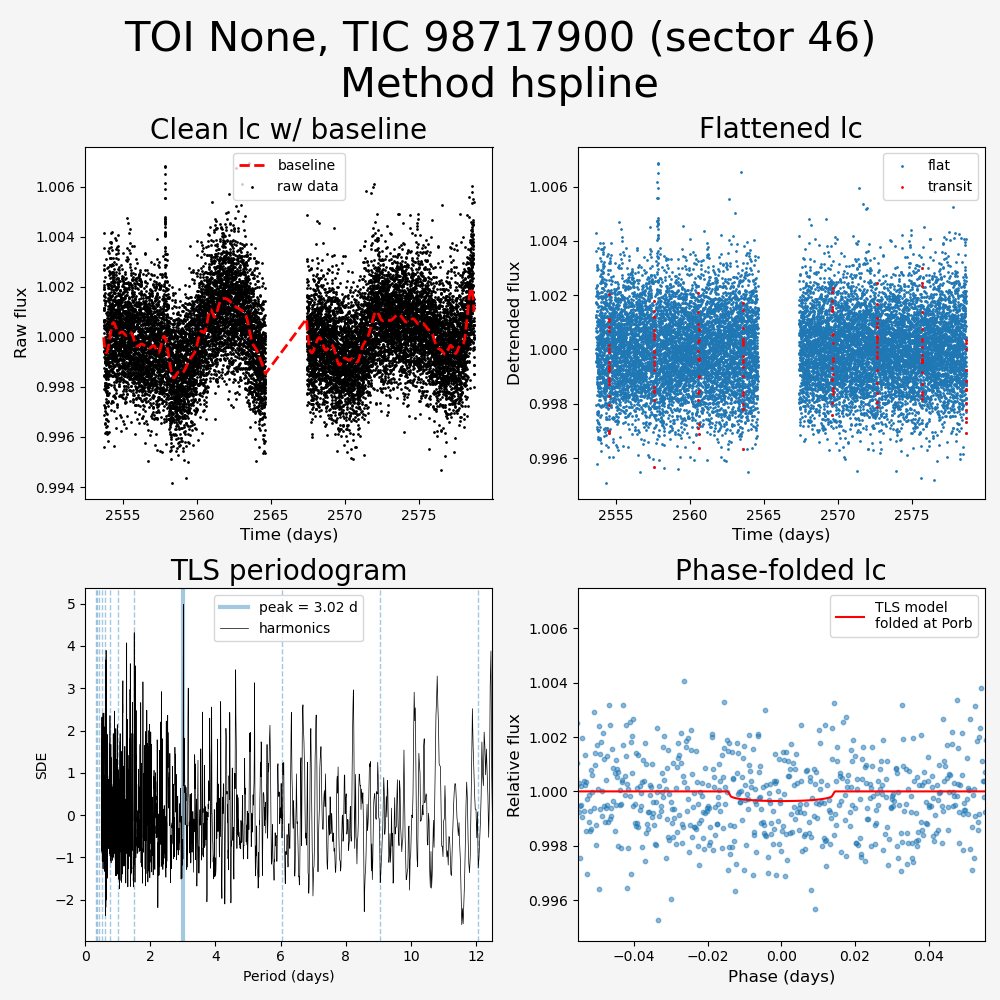 TOI None, TIC 98717900 (sector 46)
Method hspline
Clean lc w/ baseline
baseline
raw data
1.006
1.004
1.002
1.000
0.998
0.996
0.994
Raw flux
2555
2560
2565
2570
2575
Time (days)
Flattened lc
flat
transit
1.006
1.004
1.002
1.000
0.998
0.996
Detrended flux
2555
2560
2565
2570
2575
Time (days)
TLS periodogram
peak = 3.02 d
harmonics
5
4
3
2
1
0
−1
−2
SDE
0
2
4
6
8
10
12
Period (days)
Phase-folded lc
TLS model
folded at Porb
1.006
1.004
1.002
1.000
0.998
0.996
Relative flux
−0.04
−0.02
0.00
0.02
0.04
Phase (days)